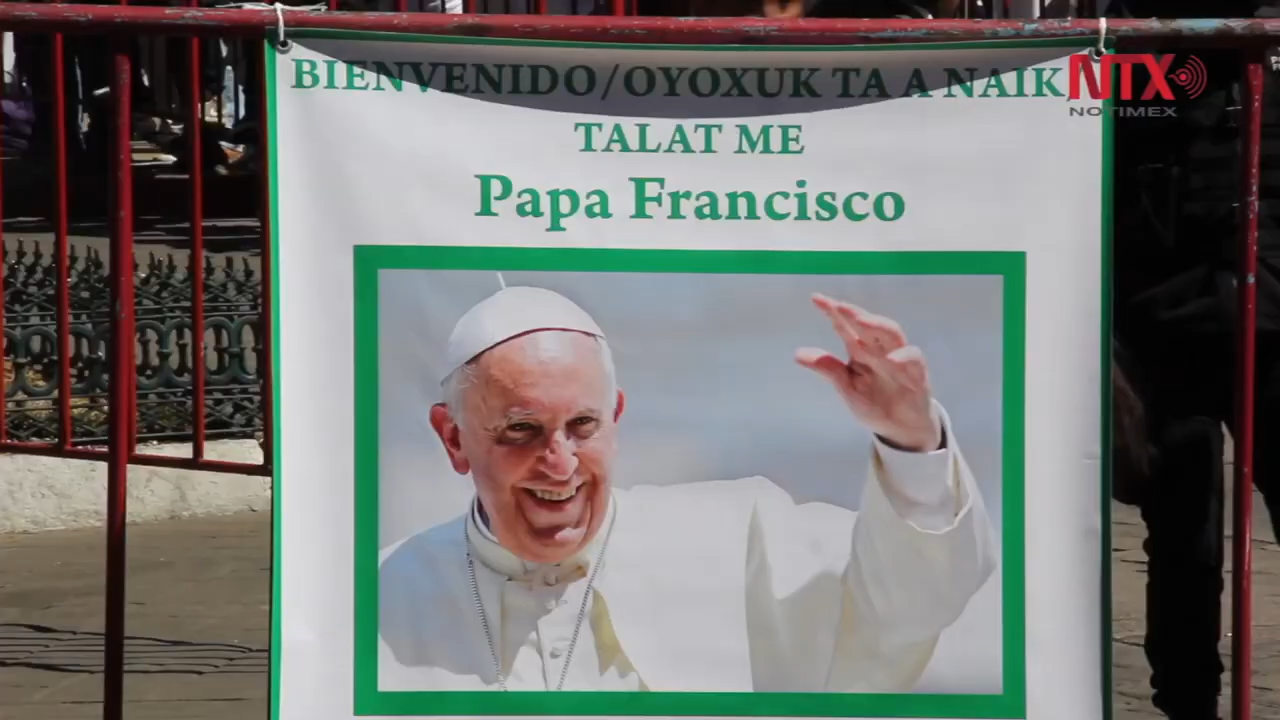 BIENVENIDO/OYOXUK TA A NAIK
TALAT ME
Papa Francisco
NTX
NOTIMEX